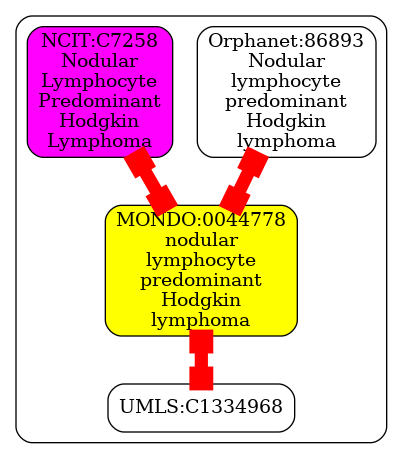 NCIT:C7258
Nodular
Lymphocyte
Predominant
Hodgkin
Lymphoma
Orphanet:86893
Nodular
lymphocyte
predominant
Hodgkin
lymphoma
MONDO:0044778
nodular
lymphocyte
predominant
Hodgkin
lymphoma
UMLS:C1334968